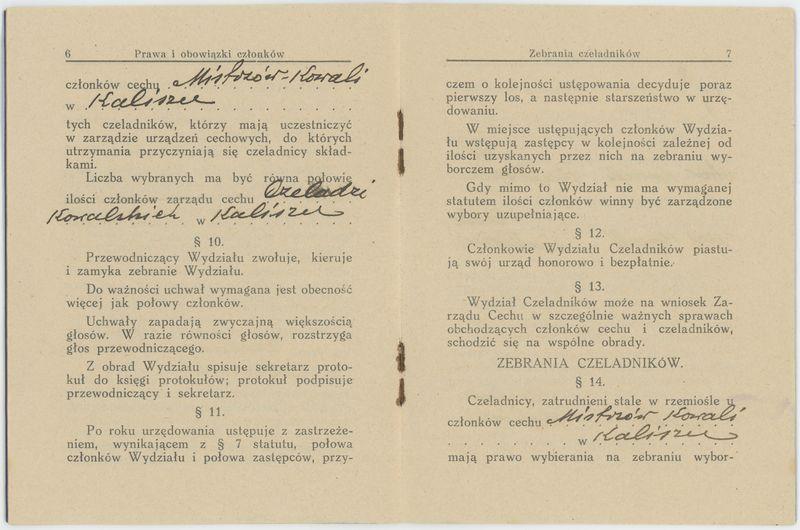 6 Prawa i obowiązki członków
członków cechu Mistrzów-Kowali
w Kaliszu
tych czeladników, którzy mają uczestniczyć
w zarządzie urządzeń cechowych, do których
utrzymania przyczyniają się czeladnicy skład-
kami.
Liczba wybranych ma być równa połowie
ilości członków zarządu cechu Czeladzi
Kowalskich w Kaliszu
§ 10.
Przewodniczący Wydziału zwołuje, kieruje
i zamyka zebranie Wydziału.
Do ważności uchwał wymagana jest obecność
więcej jak połowy członków.
Uchwały zapadają zwyczajną większością
głosów. W razie równości głosów, rozstrzyga
głos przewodniczącego.
Z obrad Wydziału spisuje sekretarz proto-
kuł do księgi protokułów; protokuł podpisuje
przewodniczący i sekretarz.
§ 11.
Po roku urzędowania ustępuje z zastrzeże-
niem, wynikającem z § 7 statutu, połowa
członków Wydziału i połowa zastępców, przy-
Zebrania czeladników 7
czem o kolejności ustępowania decyduje poraz
pierwszy los, a następnie starszeństwo w urzę-
dowaniu.
W miejsce ustępujących członków Wydzia-
łu wstępują zastępcy w kolejności zależnej od
ilości uzyskanych przez nich na zebraniu wy-
borczem głosów.
Gdy mimo to Wydział nie ma wymaganej
statutem ilości członków winny być zarządzone
wybory uzupełniające.
§ 12.
Członkowie Wydziału Czeladników piastu-
ją swój urząd honorowo i bezpłatnie.
§ 13.
Wydział Czeladników może na wniosek Za-
rządu Cechu w szczególnie ważnych sprawach
obchodzących członków cechu i czeladników,
schodzić się na wspólne obrady.
ZEBRANIA CZELADNIKÓW.
§ 14.
Czeladnicy, zatrudnieni stale w rzemiośle u
członków cechu Mistrzów Kowali
w Kaliszu
mają prawo wybierania na zebraniu wybor-